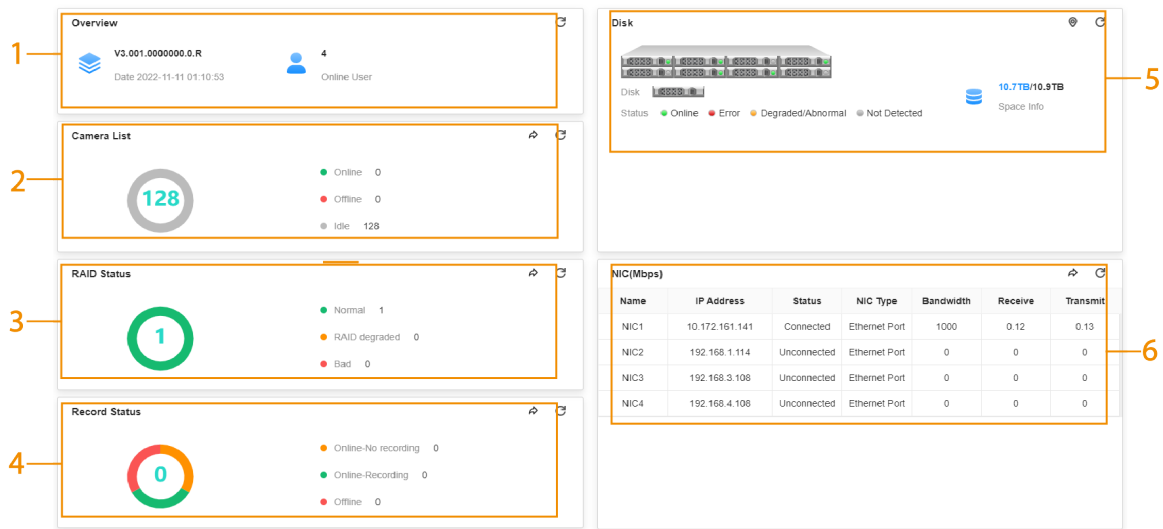 1
Overview
V3.001.0000000.0.R
Date 2022-11-11 01:10:53
4
Online User
2
Camera List
128
Online 0
Offline 0
Idle 128
3
RAID Status
1
Normal 1
RAID degraded 0
Bad 0
4
Record Status
0
Online-No recording 0
Online-Recording 0
Offline 0
5
Disk
Disk
Status Online Error Degraded/Abnormal Not Detected
10.7TB/10.9TB
Space Info
6
NIC(Mbps)
Name IP Address Status NIC Type Bandwidth Receive Transmit
NIC1 10.172.161.141 Connected Ethernet Port 1000 0.12 0.13
NIC2 192.168.1.114 Unconnected Ethernet Port 0 0 0
NIC3 192.168.3.108 Unconnected Ethernet Port 0 0 0
NIC4 192.168.4.108 Unconnected Ethernet Port 0 0 0